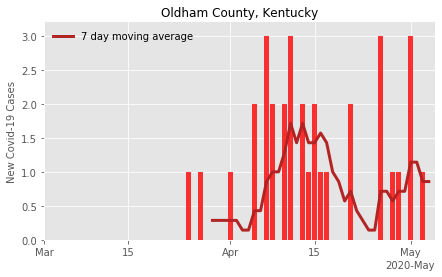 Oldham County, Kentucky
7 day moving average
New Covid-19 Cases
3.0
2.5
2.0
1.5
1.0
0.5
0.0
Mar 15 Apr 15 May
2020-May